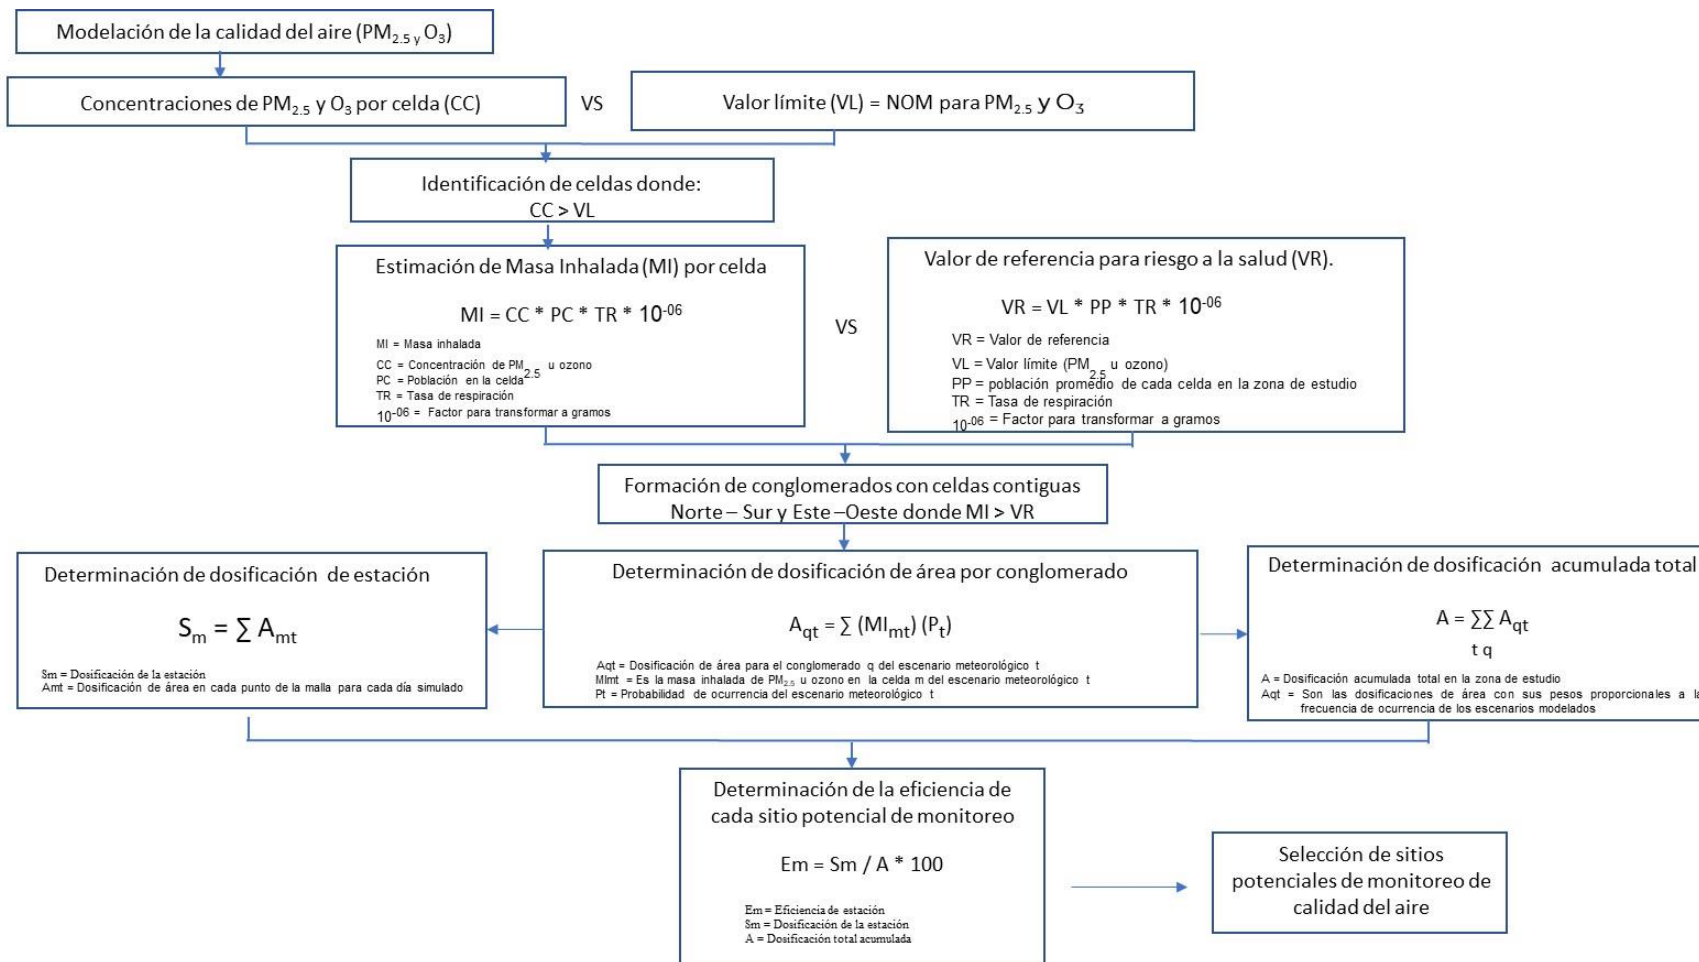 Modelación de la calidad del aire (PM2.5 y O3)
Concentraciones de PM2.5 y O3 por celda (CC)
VS
Valor límite (VL) = NOM para PM2.5 y O3
Identificación de celdas donde:
CC > VL
Estimación de Masa Inhalada (MI) por celda
MI = CC * PC * TR * 10-06
MI = Masa inhalada
CC = Concentración de PM2.5 u ozono
PC = Población en la celda
TR = Tasa de respiración
10-06 = Factor para transformar a gramos
VS
Valor de referencia para riesgo a la salud (VR).
VR = VL * PP * TR * 10-06
VR = Valor de referencia
VL = Valor límite (PM2.5 u ozono)
PP = población promedio de cada celda en la zona de estudio
TR = Tasa de respiración
10-06 = Factor para transformar a gramos
Formación de conglomerados con celdas contiguas
Norte – Sur y Este –Oeste donde MI > VR
Determinación de dosificación de estación
Sm = ∑ Amt
Sm = Dosificación de la estación
Amt = Dosificación de área en cada punto de la malla para cada día simulado
Determinación de dosificación de área por conglomerado
Aqt = ∑ (MImt) (Pt)
Aqt = Dosificación de área para el conglomerado q del escenario meteorológico t
MImt = Es la masa inhalada de PM2.5 u ozono en la celda m del escenario meteorológico t
Pt = Probabilidad de ocurrencia del escenario meteorológico t
Determinación de dosificación acumulada total
A = ∑∑ Aqt
t q
A = Dosificación acumulada total en la zona de estudio
Aqt = Son las dosificaciones de área con sus pesos proporcionales a la
frecuencia de ocurrencia de los escenarios modelados
Determinación de la eficiencia de
cada sitio potencial de monitoreo
Em = Sm / A * 100
Em = Eficiencia de estación
Sm = Dosificación de la estación
A = Dosificación total acumulada
Selección de sitios
potenciales de monitoreo de
calidad del aire